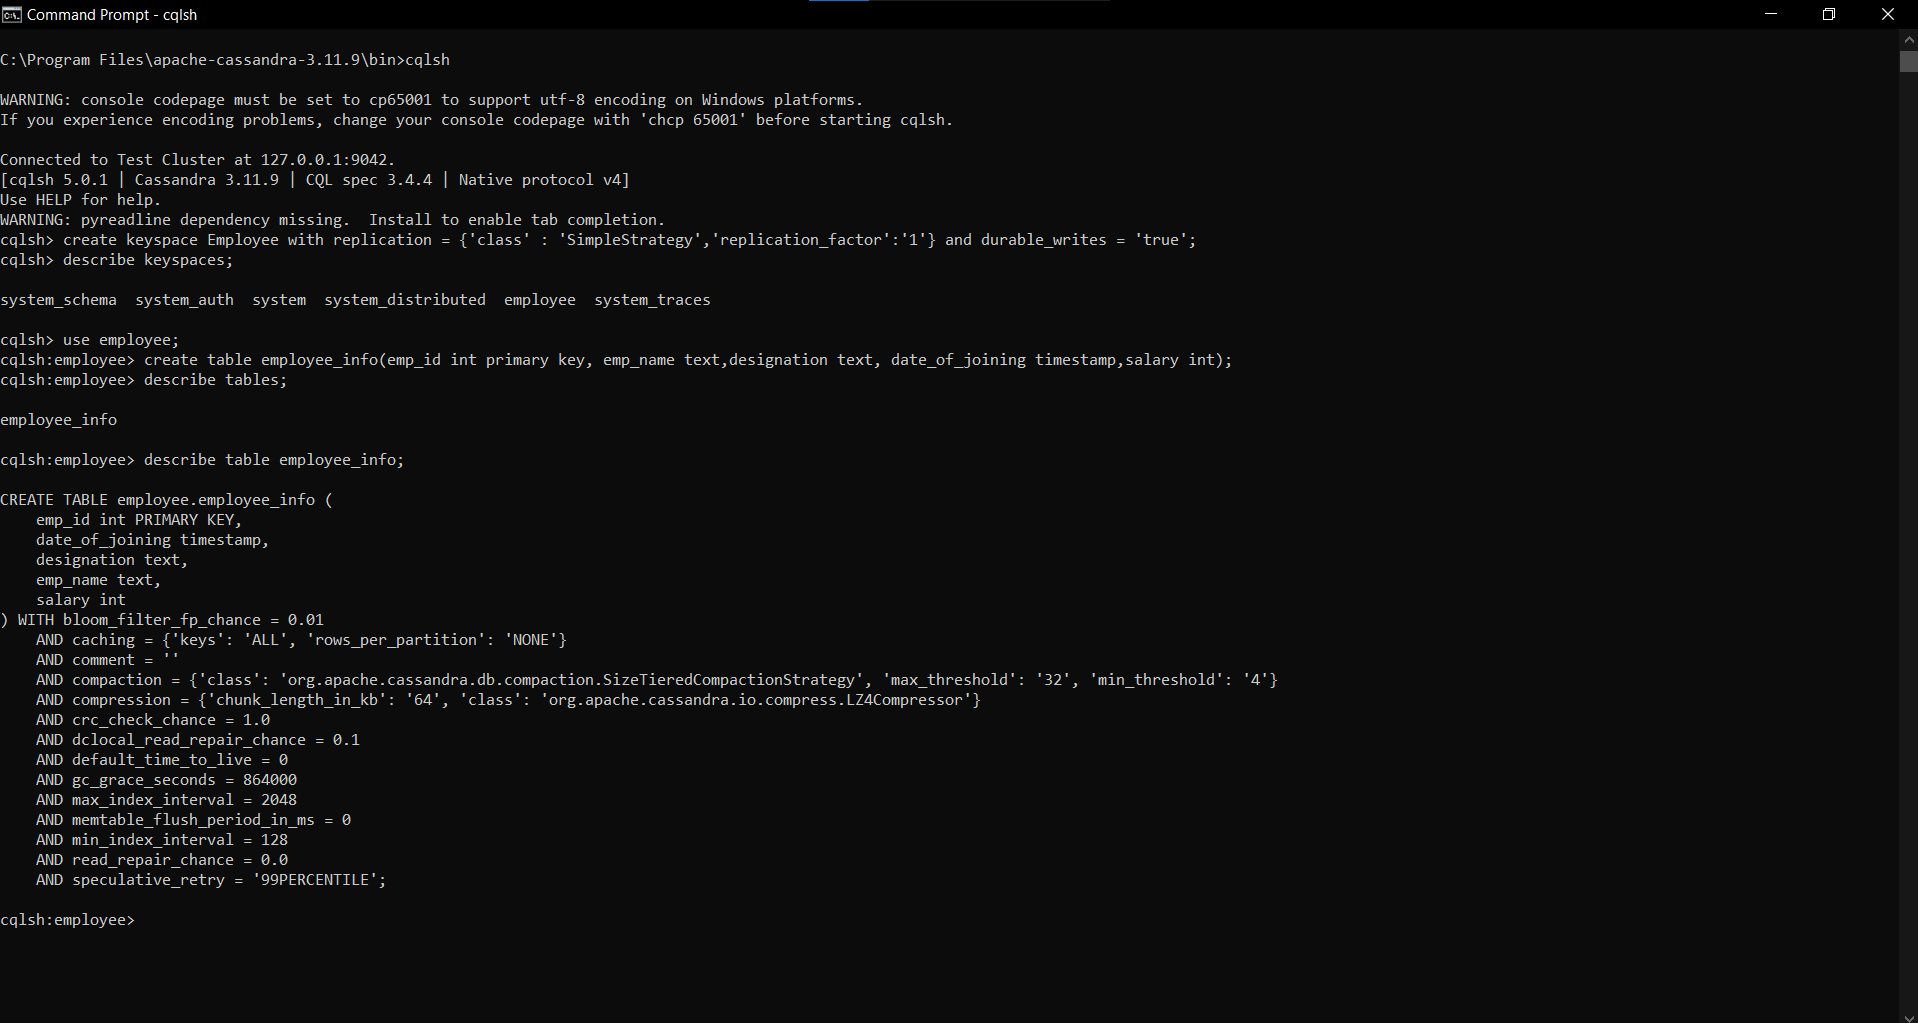 Command Prompt - cqlsh
C:\Program Files\apache-cassandra-3.11.9\bin>cqlsh
WARNING: console codepage must be set to cp65001 to support utf-8 encoding on Windows platforms.
If you experience encoding problems, change your console codepage with 'chcp 65001' before starting cqlsh.
Connected to Test Cluster at 127.0.0.1:9042.
[cqlsh 5.0.1 | Cassandra 3.11.9 | CQL spec 3.4.4 | Native protocol v4]
Use HELP for help.
WARNING: pyreadline dependency missing.  Install to enable tab completion.
cqlsh> create keyspace Employee with replication = {'class' : 'SimpleStrategy','replication_factor':'1'} and durable_writes = 'true';
cqlsh> describe keyspaces;
system_schema  system_auth  system  system_distributed  employee  system_traces
cqlsh> use employee;
cqlsh:employee> create table employee_info(emp_id int primary key, emp_name text,designation text, date_of_joining timestamp,salary int);
cqlsh:employee> describe tables;
employee_info
cqlsh:employee> describe table employee_info;
CREATE TABLE employee.employee_info (
    emp_id int PRIMARY KEY,
    date_of_joining timestamp,
    designation text,
    emp_name text,
    salary int
) WITH bloom_filter_fp_chance = 0.01
    AND caching = {'keys': 'ALL', 'rows_per_partition': 'NONE'}
    AND comment = ''
    AND compaction = {'class': 'org.apache.cassandra.db.compaction.SizeTieredCompactionStrategy', 'max_threshold': '32', 'min_threshold': '4'}
    AND compression = {'chunk_length_in_kb': '64', 'class': 'org.apache.cassandra.io.compress.LZ4Compressor'}
    AND crc_check_chance = 1.0
    AND dclocal_read_repair_chance = 0.1
    AND default_time_to_live = 0
    AND gc_grace_seconds = 864000
    AND max_index_interval = 2048
    AND memtable_flush_period_in_ms = 0
    AND min_index_interval = 128
    AND read_repair_chance = 0.0
    AND speculative_retry = '99PERCENTILE';
cqlsh:employee>